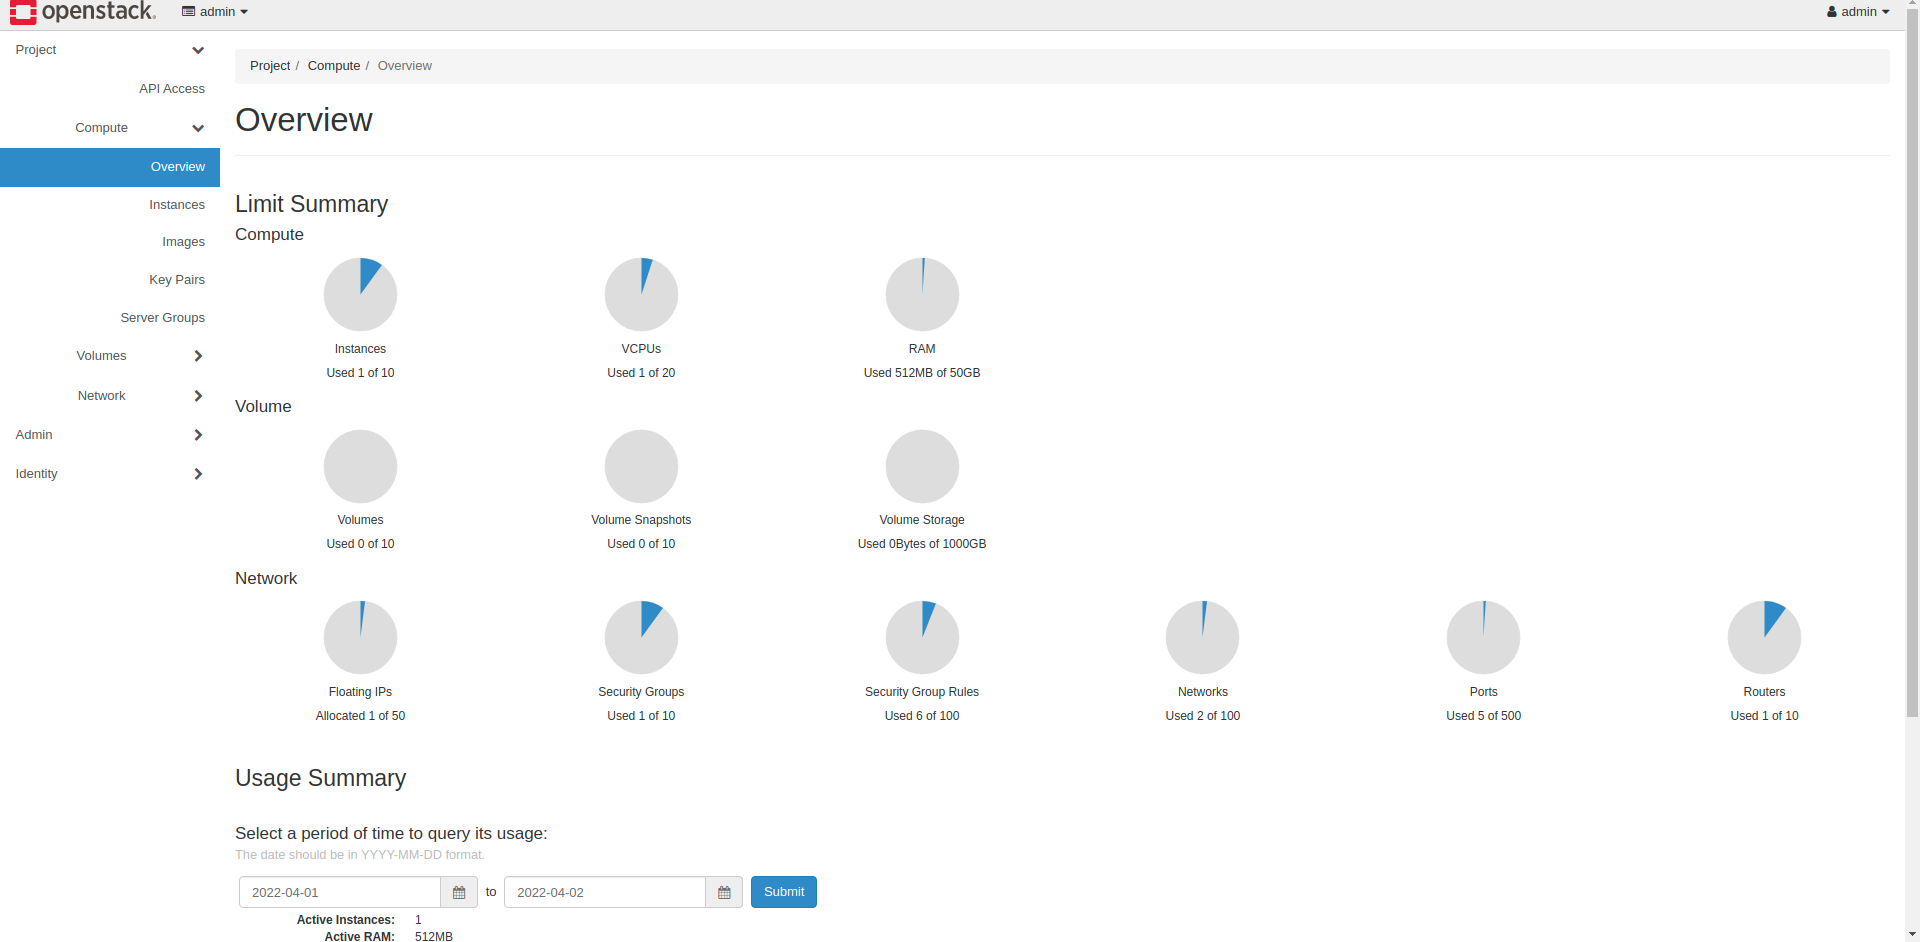 openstack.
admin
admin
Project
API Access
Compute
Overview
Instances
Images
Key Pairs
Server Groups
Volumes
Network
Admin
Identity
Project / Compute / Overview
Overview
Limit Summary
Compute
Instances
Used 1 of 10
VCPUs
Used 1 of 20
RAM
Used 512MB of 50GB
Volume
Volumes
Used 0 of 10
Volume Snapshots
Used 0 of 10
Volume Storage
Used 0Bytes of 1000GB
Network
Floating IPs
Allocated 1 of 50
Security Groups
Used 1 of 10
Security Group Rules
Used 6 of 100
Networks
Used 2 of 100
Ports
Used 5 of 500
Routers
Used 1 of 10
Usage Summary
Select a period of time to query its usage:
The date should be in YYYY-MM-DD format.
2022-04-01 to 2022-04-02 Submit
Active Instances: 1
Active RAM: 512MB